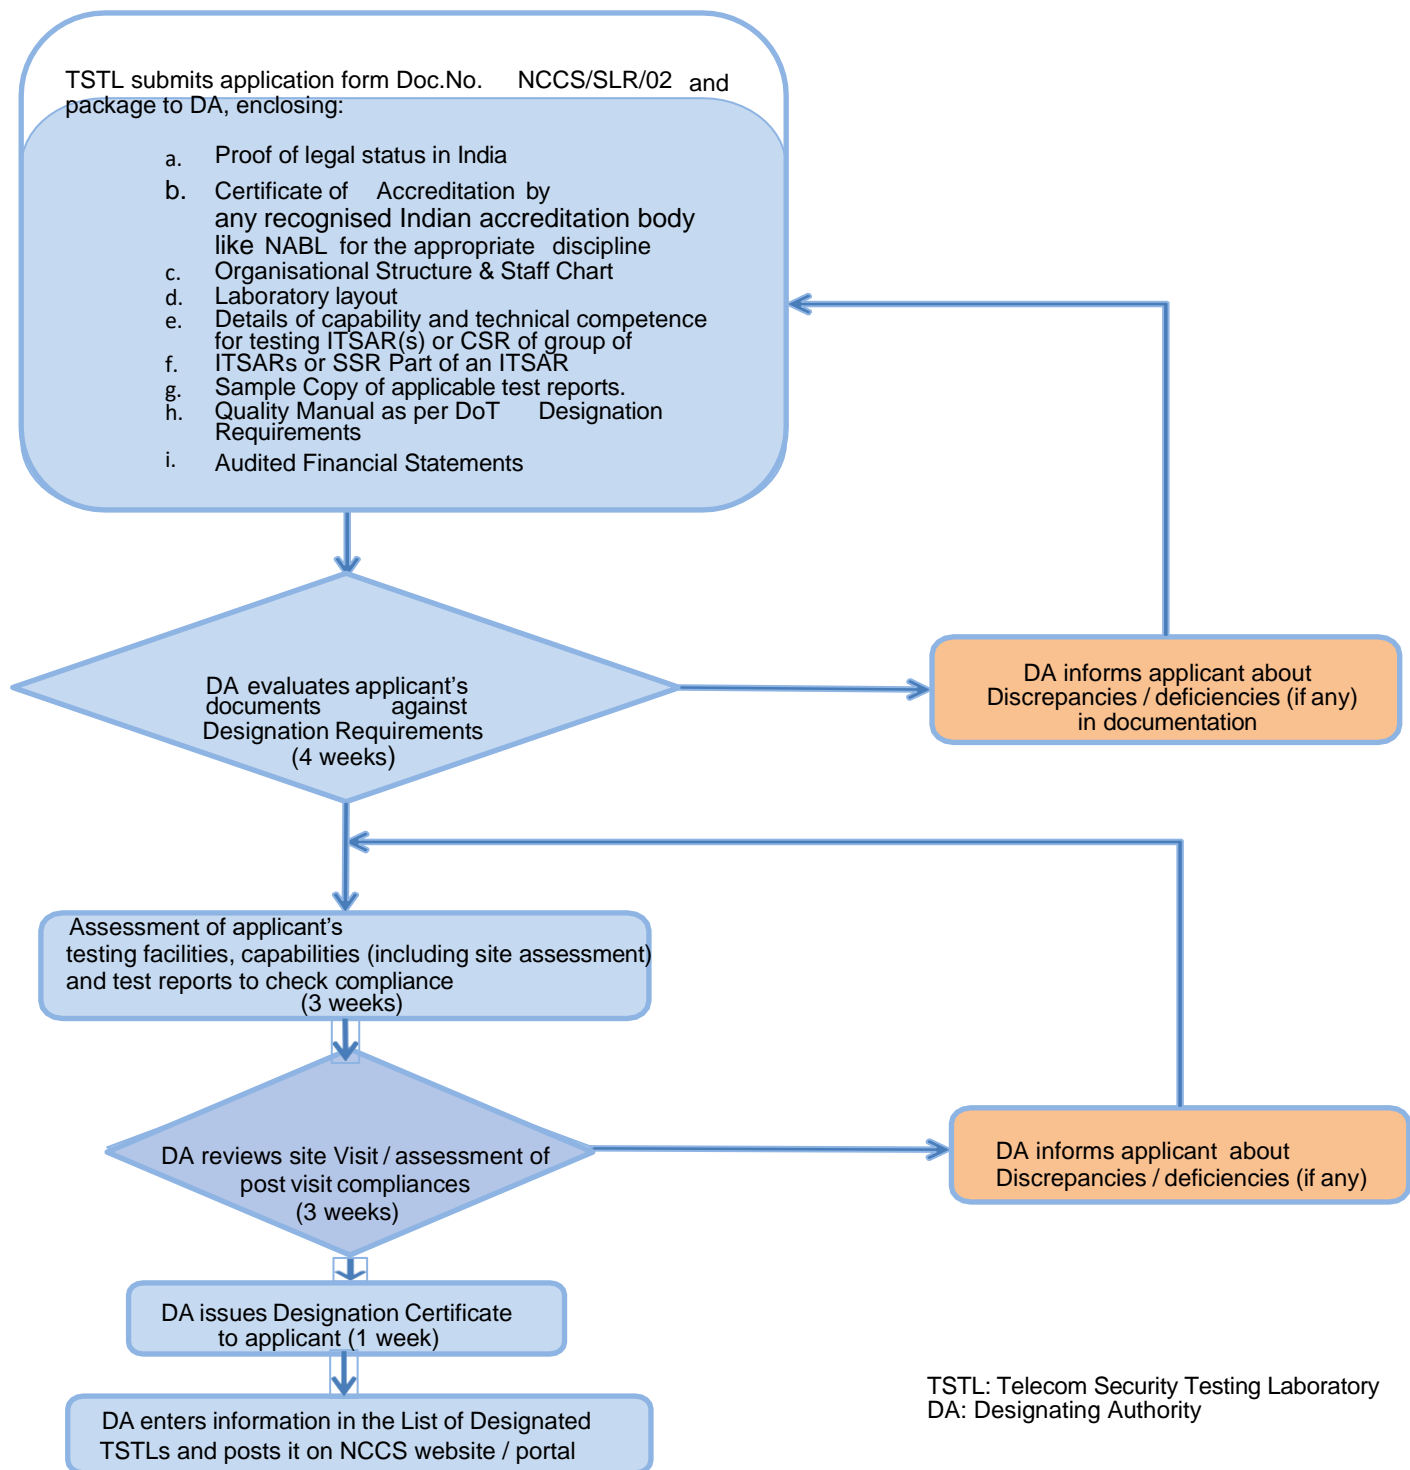 TSTL submits application form Doc.No. NCCS/SLR/02 and
package to DA, enclosing:
a. Proof of legal status in India
b. Certificate of Accreditation by
any recognised Indian accreditation body
like NABL for the appropriate discipline
c. Organisational Structure & Staff Chart
d. Laboratory layout
e. Details of capability and technical competence
for testing ITSAR(s) or CSR of group of
f. ITSARs or SSR Part of an ITSAR
g. Sample Copy of applicable test reports.
h. Quality Manual as per DoT Designation
Requirements
i. Audited Financial Statements
DA evaluates applicant's
documents against
Designation Requirements
(4 weeks)
DA informs applicant about
Discrepancies / deficiencies (if any)
in documentation
Assessment of applicant's
testing facilities, capabilities (including site assessment)
and test reports to check compliance
(3 weeks)
DA reviews site Visit / assessment of
post visit compliances
(3 weeks)
DA informs applicant about
Discrepancies / deficiencies (if any)
DA issues Designation Certificate
to applicant (1 week)
DA enters information in the List of Designated
TSTLs and posts it on NCCS website / portal
TSTL: Telecom Security Testing Laboratory
DA: Designating Authority